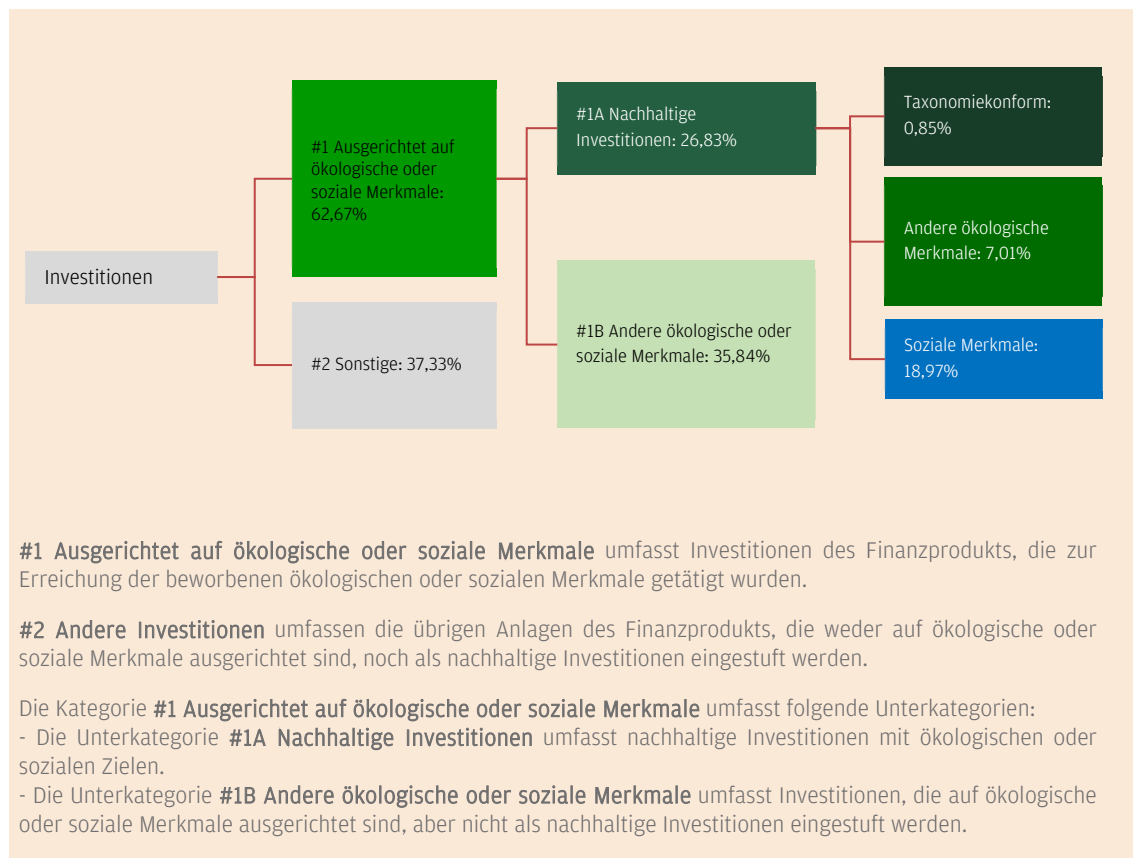 Investitionen
#1 Ausgerichtet auf
ökologische oder
soziale Merkmale:
62,67%
#2 Sonstige: 37,33%
#1A Nachhaltige
Investitionen: 26,83%
#1B Andere ökologische oder
soziale Merkmale: 35,84%
Taxonomiekonform:
0,85%
Andere ökologische
Merkmale: 7,01%
Soziale Merkmale:
18,97%
#1 Ausgerichtet auf ökologische oder soziale Merkmale umfasst Investitionen des Finanzprodukts, die zur
Erreichung der beworbenen ökologischen oder sozialen Merkmale getätigt wurden.
#2 Andere Investitionen umfassen die übrigen Anlagen des Finanzprodukts, die weder auf ökologische oder
soziale Merkmale ausgerichtet sind, noch als nachhaltige Investitionen eingestuft werden.
Die Kategorie #1 Ausgerichtet auf ökologische oder soziale Merkmale umfasst folgende Unterkategorien:
- Die Unterkategorie #1A Nachhaltige Investitionen umfasst nachhaltige Investitionen mit ökologischen oder
sozialen Zielen.
- Die Unterkategorie #1B Andere ökologische oder soziale Merkmale umfasst Investitionen, die auf ökologische
oder soziale Merkmale ausgerichtet sind, aber nicht als nachhaltige Investitionen eingestuft werden.